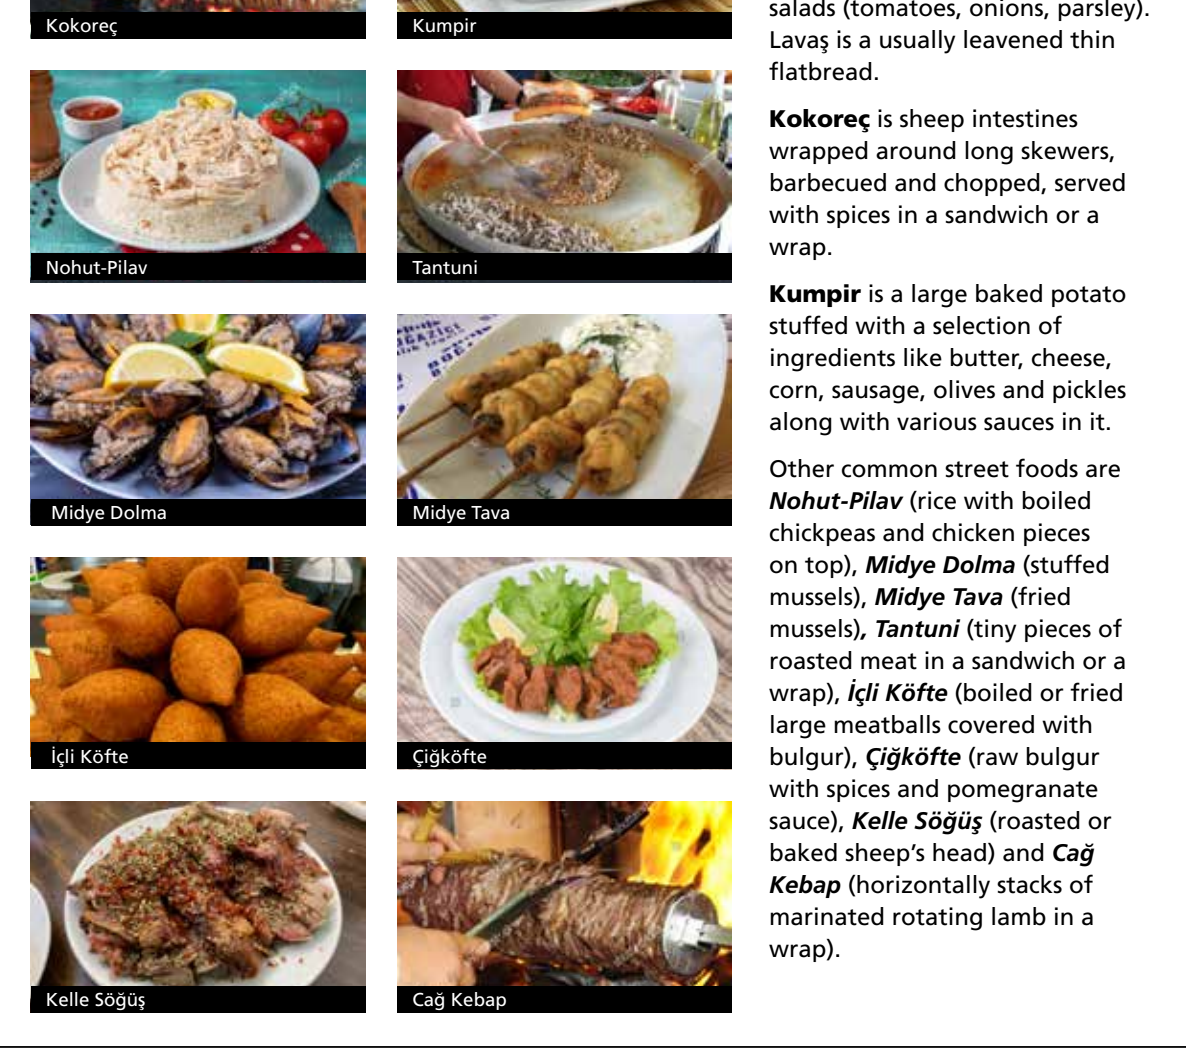 Kokoreç
Kumpir
Nohut-Pilav
Tantuni
Midye Dolma
Midye Tava
İçli Köfte
Çiğköfte
Kelle Söğüş
Cağ Kebap
salads (tomatoes, onions, parsley).
Lavaş is a usually leavened thin
flatbread.
Kokoreç is sheep intestines
wrapped around long skewers,
barbecued and chopped, served
with spices in a sandwich or a
wrap.
Kumpir is a large baked potato
stuffed with a selection of
ingredients like butter, cheese,
corn, sausage, olives and pickles
along with various sauces in it.
Other common street foods are
Nohut-Pilav (rice with boiled
chickpeas and chicken pieces
on top), Midye Dolma (stuffed
mussels), Midye Tava (fried
mussels), Tantuni (tiny pieces of
roasted meat in a sandwich or a
wrap), İçli Köfte (boiled or fried
large meatballs covered with
bulgur), Çiğköfte (raw bulgur
with spices and pomegranate
sauce), Kelle Söğüş (roasted or
baked sheep's head) and Cağ
Kebap (horizontally stacks of
marinated rotating lamb in a
wrap).